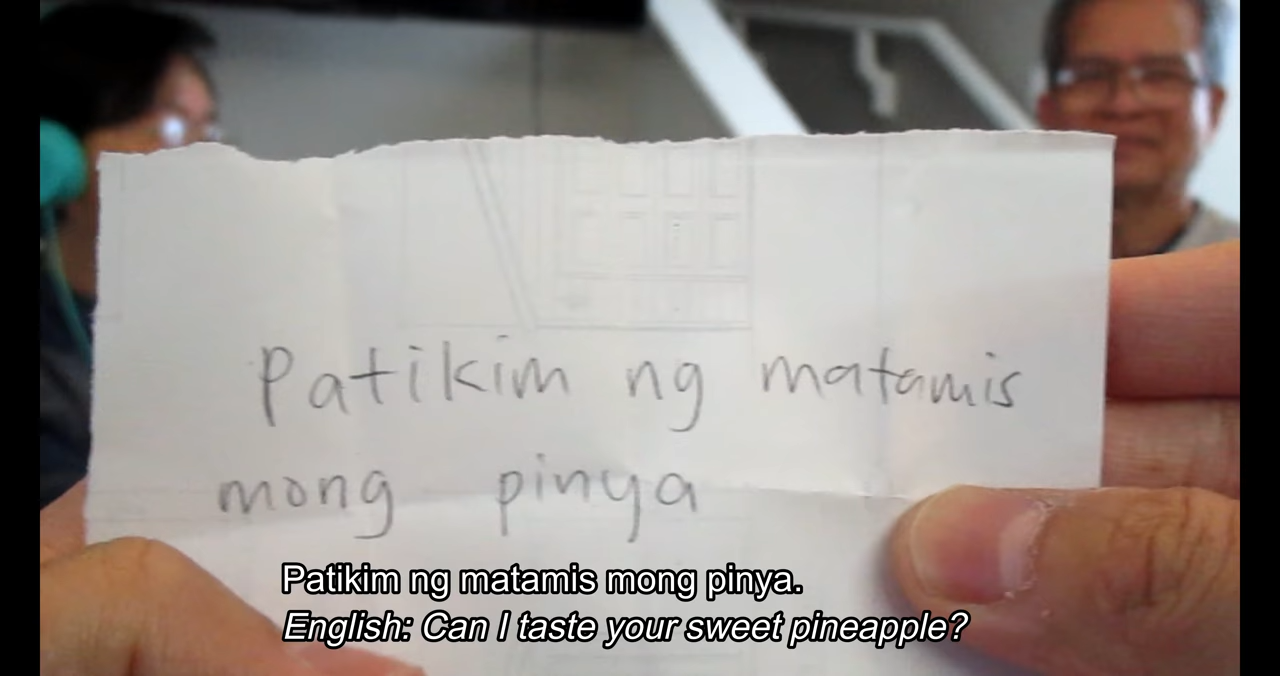 Patikim ng matamis
mong pinya
Patikim ng matamis mong pinya.
English: Can I taste your sweet pineapple?